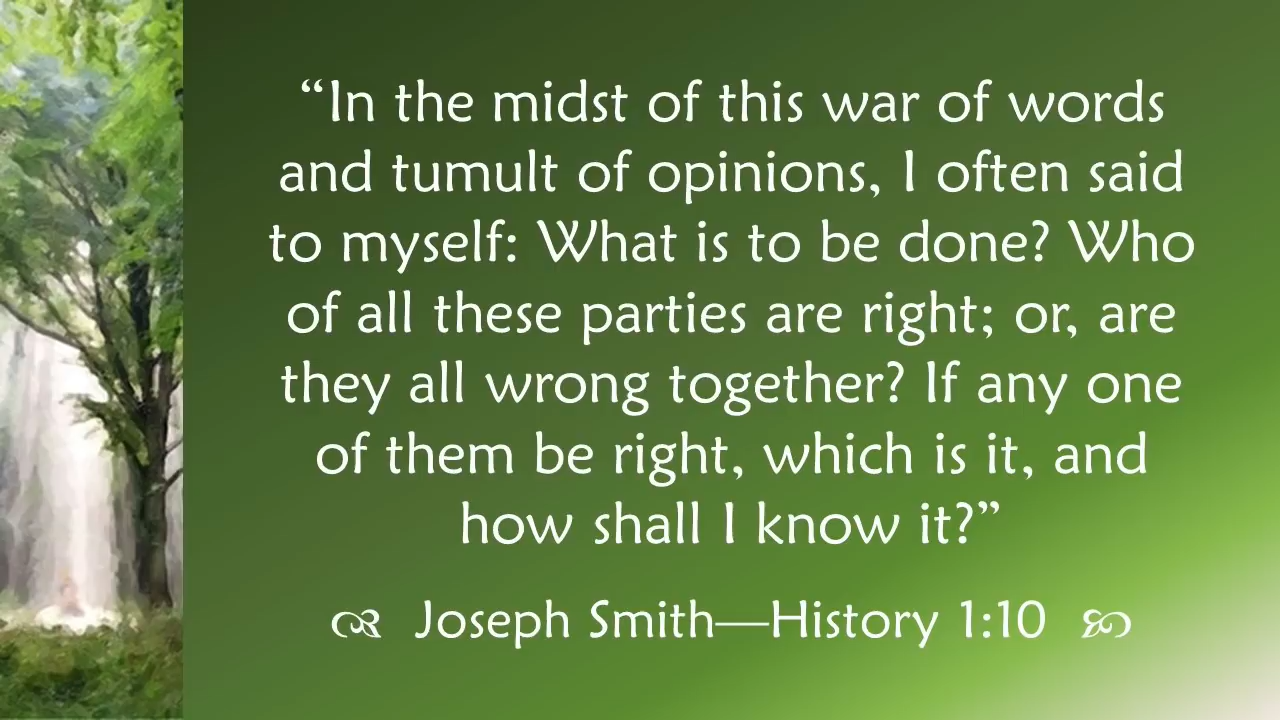 “In the midst of this war of words
and tumult of opinions, I often said
to myself: What is to be done? Who
of all these parties are right; or, are
they all wrong together? If any one
of them be right, which is it, and
how shall I know it?”
Joseph Smith—History 1:10